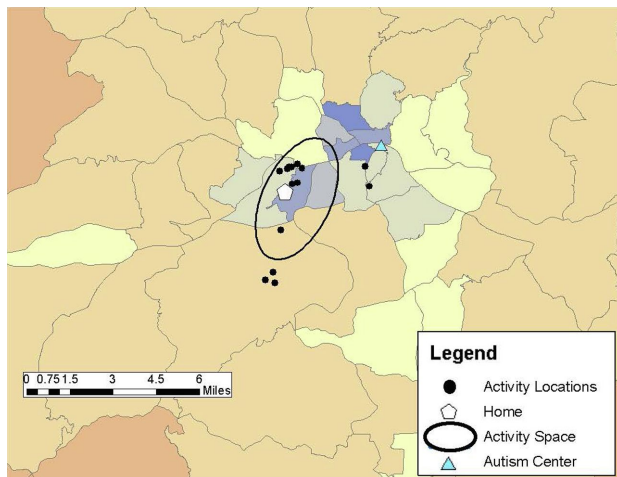 0 0.75 1.5 3 4.5 6
Miles
Legend
Activity Locations
Home
Activity Space
Autism Center